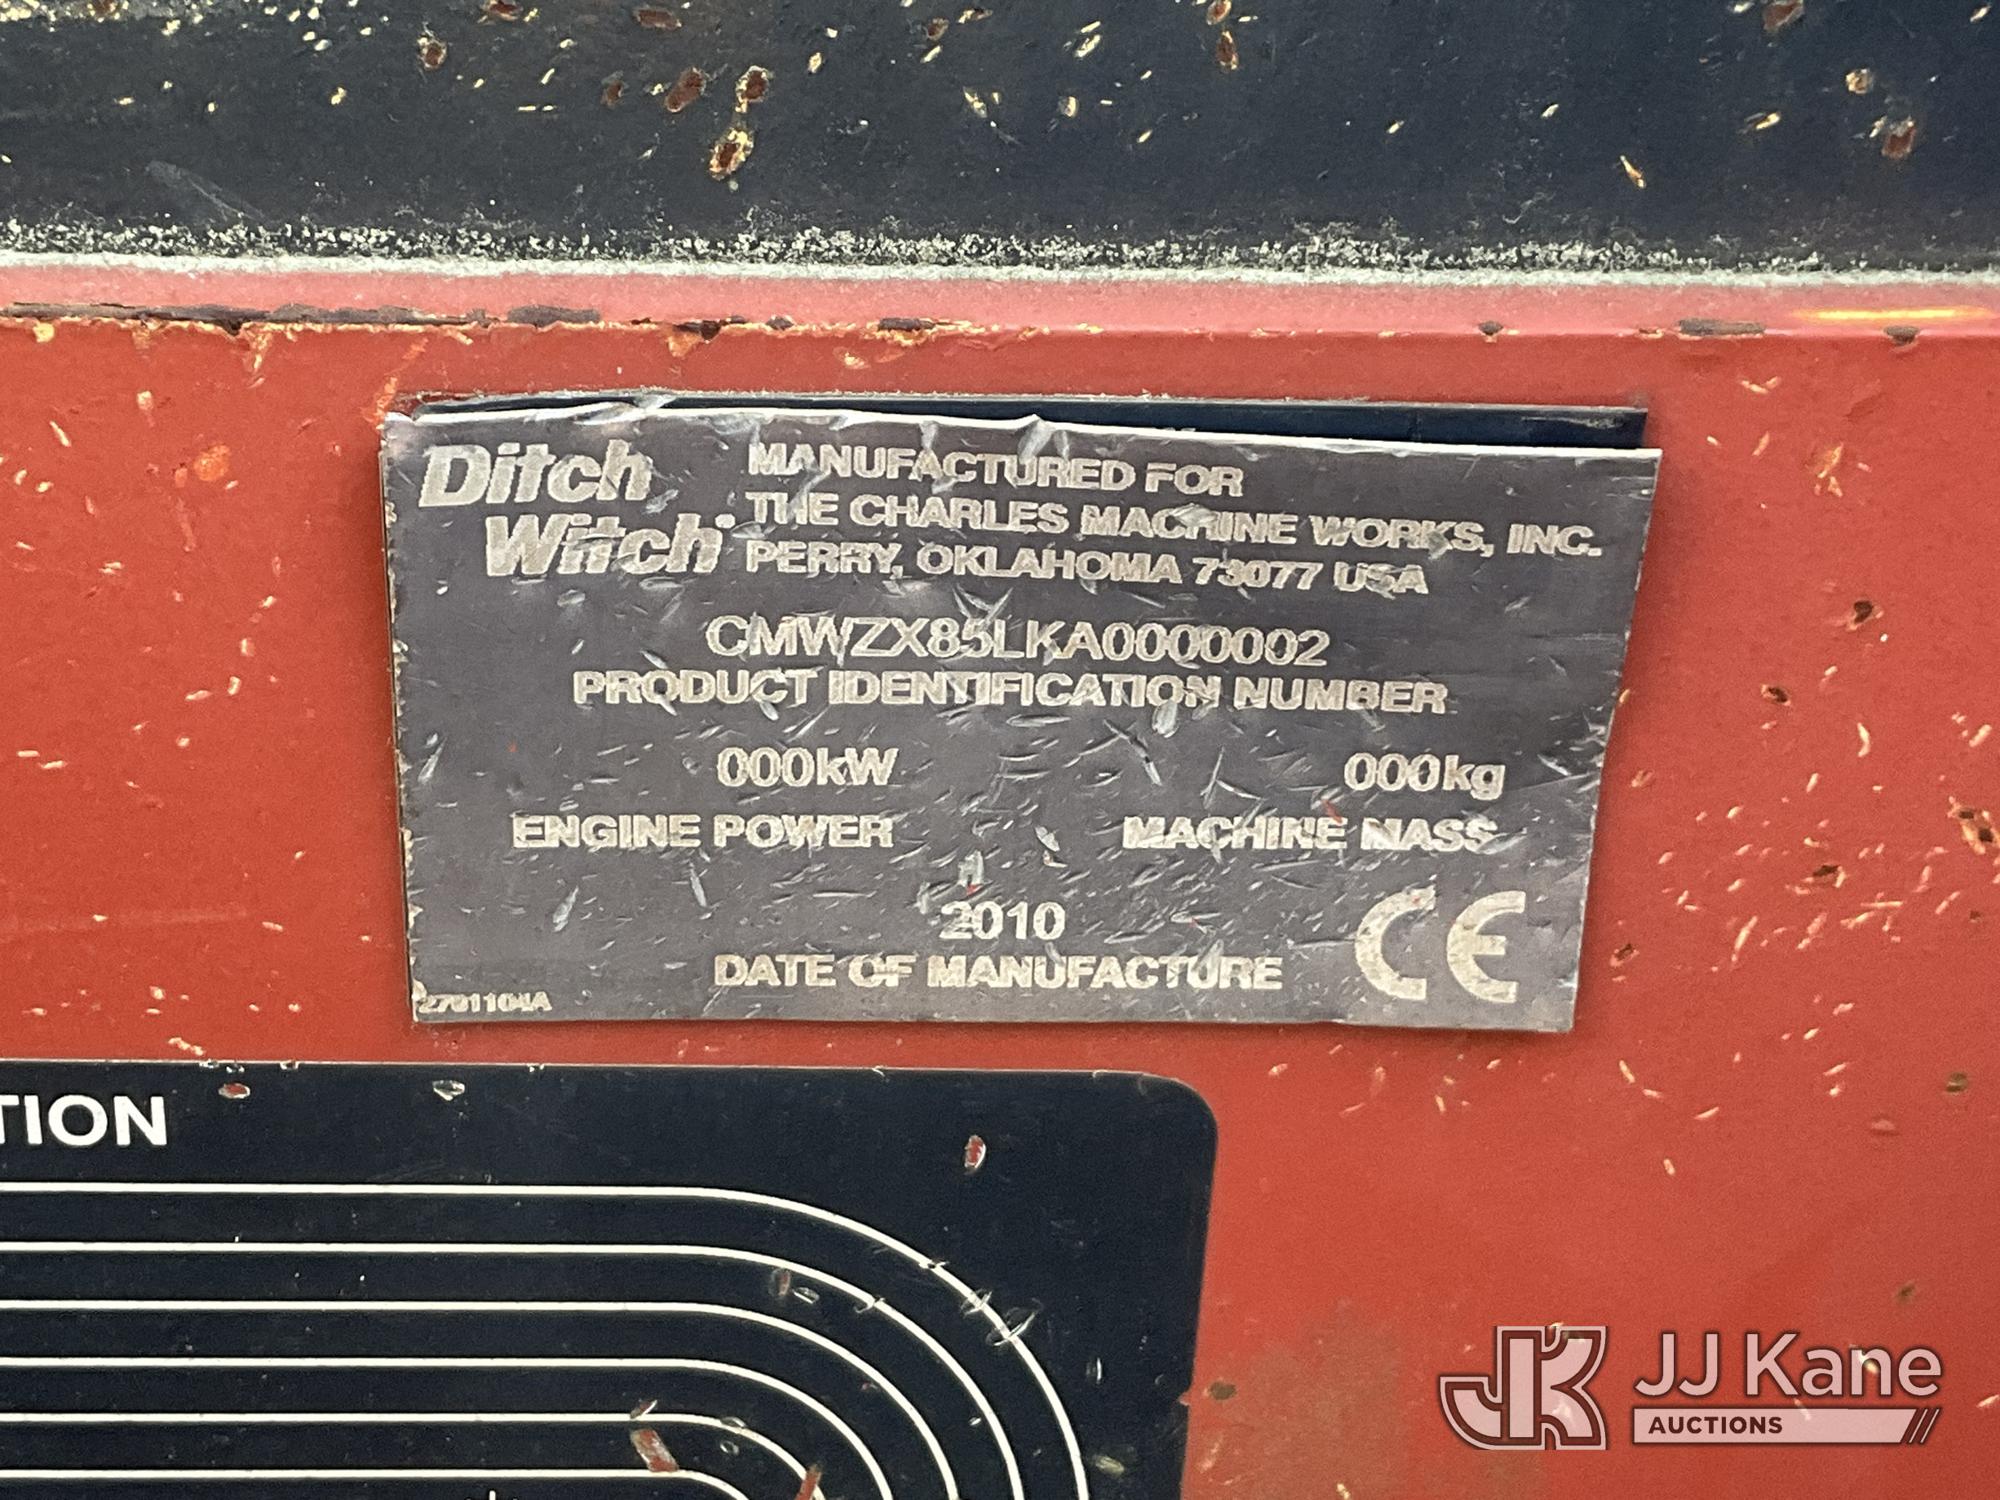 Ditch Witch®
MANUFACTURED FOR
THE CHARLES MACHINE WORKS, INC.
PERRY, OKLAHOMA 73077 USA
CMWZX85LKA0000002
PRODUCT IDENTIFICATION NUMBER
000kW
ENGINE POWER
000kg
MACHINE MASS
2010
DATE OF MANUFACTURE
CE
2701104A
TION
JK
JJ Kane
AUCTIONS